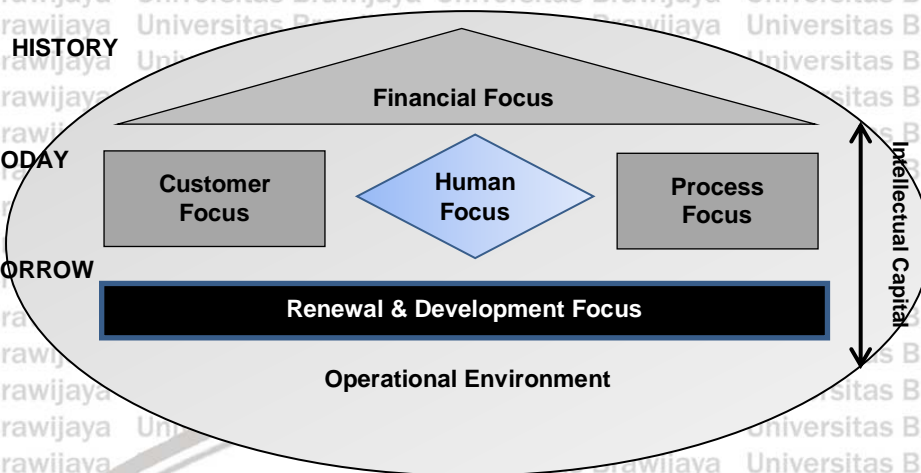 HISTORY
Financial Focus
ODAY
Customer
Focus
Human
Focus
Process
Focus
Intellectual Capital
ORROW
Renewal & Development Focus
Operational Environment